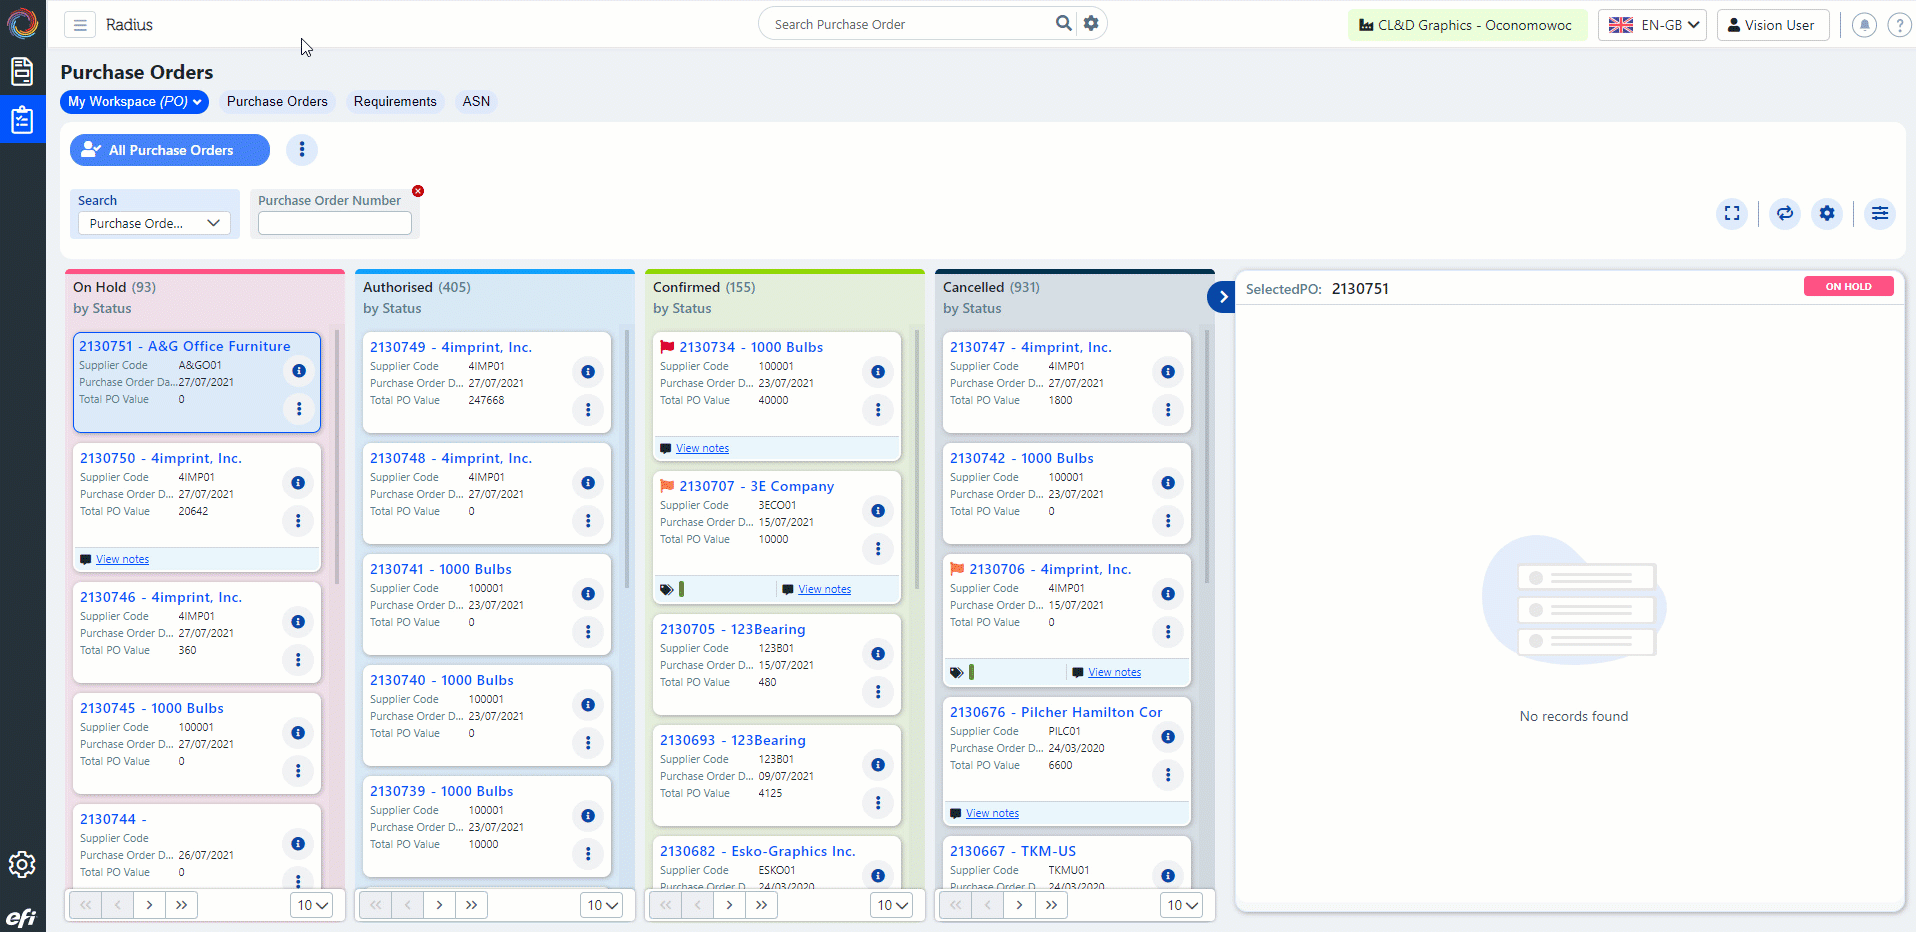 Radius
Search Purchase Order
CL&D Graphics - Oconomowoc
EN-GB
Vision User
?
Purchase Orders
My Workspace (PO)
Purchase Orders
Requirements
ASN
All Purchase Orders
Search
Purchase Orde...
Purchase Order Number
On Hold (93)
by Status
2130751 - A&G Office Furniture
Supplier Code A&GO01
Purchase Order Da... 27/07/2021
Total PO Value 0
2130750 - 4imprint, Inc.
Supplier Code 4IMP01
Purchase Order D... 27/07/2021
Total PO Value 20642
View notes
2130746 - 4imprint, Inc.
Supplier Code 4IMP01
Purchase Order D... 27/07/2021
Total PO Value 360
2130745 - 1000 Bulbs
Supplier Code 100001
Purchase Order D... 27/07/2021
Total PO Value 0
2130744 -
Supplier Code
Purchase Order D... 26/07/2021
Total PO Value 0
10
Authorised (405)
by Status
2130749 - 4imprint, Inc.
Supplier Code 4IMP01
Purchase Order D... 27/07/2021
Total PO Value 247668
2130748 - 4imprint, Inc.
Supplier Code 4IMP01
Purchase Order D... 27/07/2021
Total PO Value 0
2130741 - 1000 Bulbs
Supplier Code 100001
Purchase Order D... 23/07/2021
Total PO Value 0
2130740 - 1000 Bulbs
Supplier Code 100001
Purchase Order D... 23/07/2021
Total PO Value 0
2130739 - 1000 Bulbs
Supplier Code 100001
Purchase Order D... 23/07/2021
Total PO Value 10000
10
Confirmed (155)
by Status
2130734 - 1000 Bulbs
Supplier Code 100001
Purchase Order D... 23/07/2021
Total PO Value 40000
View notes
2130707 - 3E Company
Supplier Code 3ECO01
Purchase Order D... 15/07/2021
Total PO Value 10000
View notes
2130705 - 123Bearing
Supplier Code 123B01
Purchase Order D... 15/07/2021
Total PO Value 480
2130693 - 123Bearing
Supplier Code 123B01
Purchase Order D... 09/07/2021
Total PO Value 4125
2130682 - Esko-Graphics Inc.
Supplier Code ESKO01
Purchase Order D... 24/03/2020
10
Cancelled (931)
by Status
2130747 - 4imprint, Inc.
Supplier Code 4IMP01
Purchase Order D... 27/07/2021
Total PO Value 1800
2130742 - 1000 Bulbs
Supplier Code 100001
Purchase Order D... 23/07/2021
Total PO Value 0
2130706 - 4imprint, Inc.
Supplier Code 4IMP01
Purchase Order D... 15/07/2021
Total PO Value 0
View notes
2130676 - Pilcher Hamilton Cor
Supplier Code PILC01
Purchase Order D... 24/03/2020
Total PO Value 6600
View notes
2130667 - TKM-US
Supplier Code TKMU01
Purchase Order D... 24/03/2020
10
SelectedPO: 2130751
ON HOLD
No records found
efi